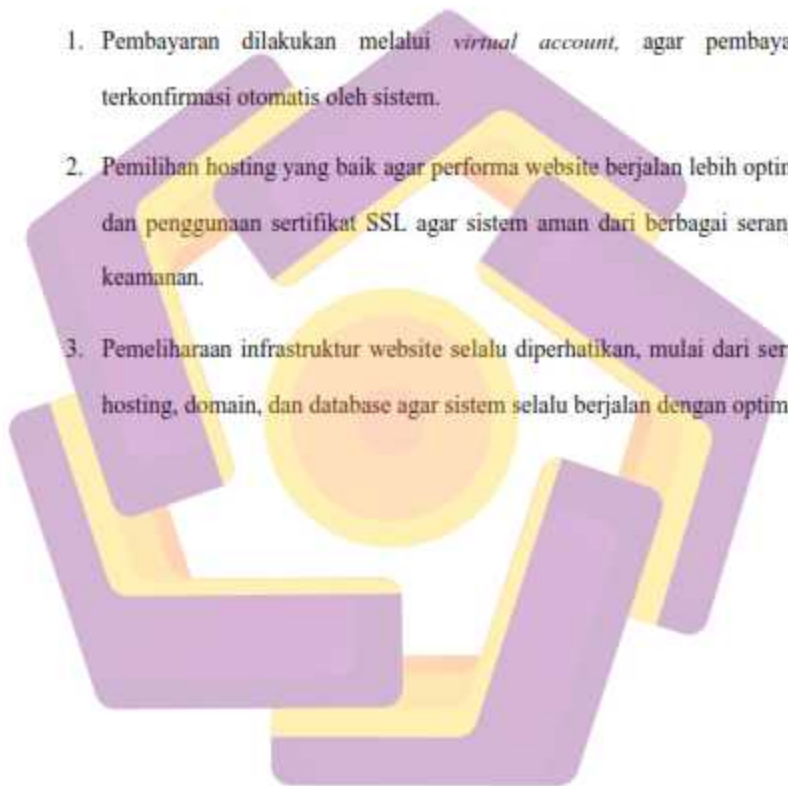 1. Pembayaran dilakukan melalui virtual account, agar pembaya
terkonfirmasi otomatis oleh sistem.
2. Pemilihan hosting yang baik agar performa website berjalan lebih optim
dan penggunaan sertifikat SSL agar sistem aman dari berbagai seran
keamanan.
3. Pemeliharaan infrastruktur website selalu diperhatikan, mulai dari ser
hosting, domain, dan database agar sistem selalu berjalan dengan optim